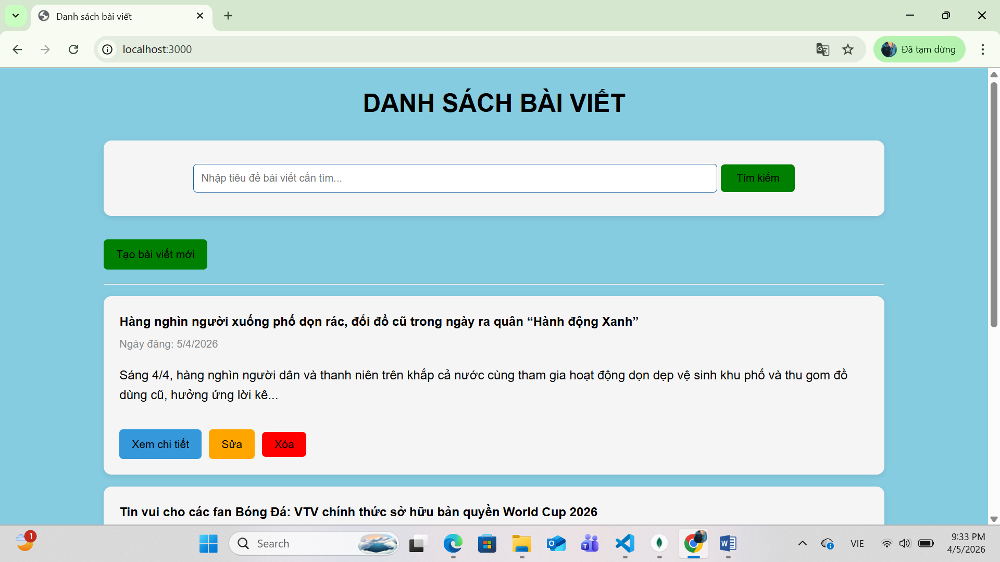 Danh sách bài viết
localhost:3000
Đã tạm dừng
DANH SÁCH BÀI VIẾT
Nhập tiêu đề bài viết cần tìm...
Tìm kiếm
Tạo bài viết mới
Hàng nghìn người xuống phố dọn rác, đổi đồ cũ trong ngày ra quân “Hành động Xanh”
Ngày đăng: 5/4/2026
Sáng 4/4, hàng nghìn người dân và thanh niên trên khắp cả nước cùng tham gia hoạt động dọn dẹp vệ sinh khu phố và thu gom đồ
dùng cũ, hưởng ứng lời kê...
Xem chi tiết
Sửa
Xóa
Tin vui cho các fan Bóng Đá: VTV chính thức sở hữu bản quyền World Cup 2026
1
Search
VIE
9:33 PM
4/5/2026